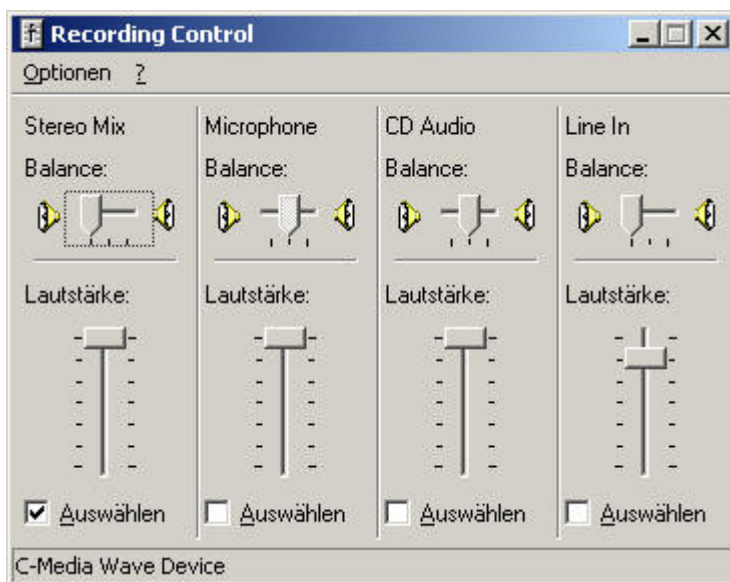 Recording Control
Optionen ?
Stereo Mix Microphone CD Audio Line In
Balance: Balance: Balance: Balance:
Lautstärke: Lautstärke: Lautstärke: Lautstärke:
Auswählen Auswählen Auswählen Auswählen
C-Media Wave Device